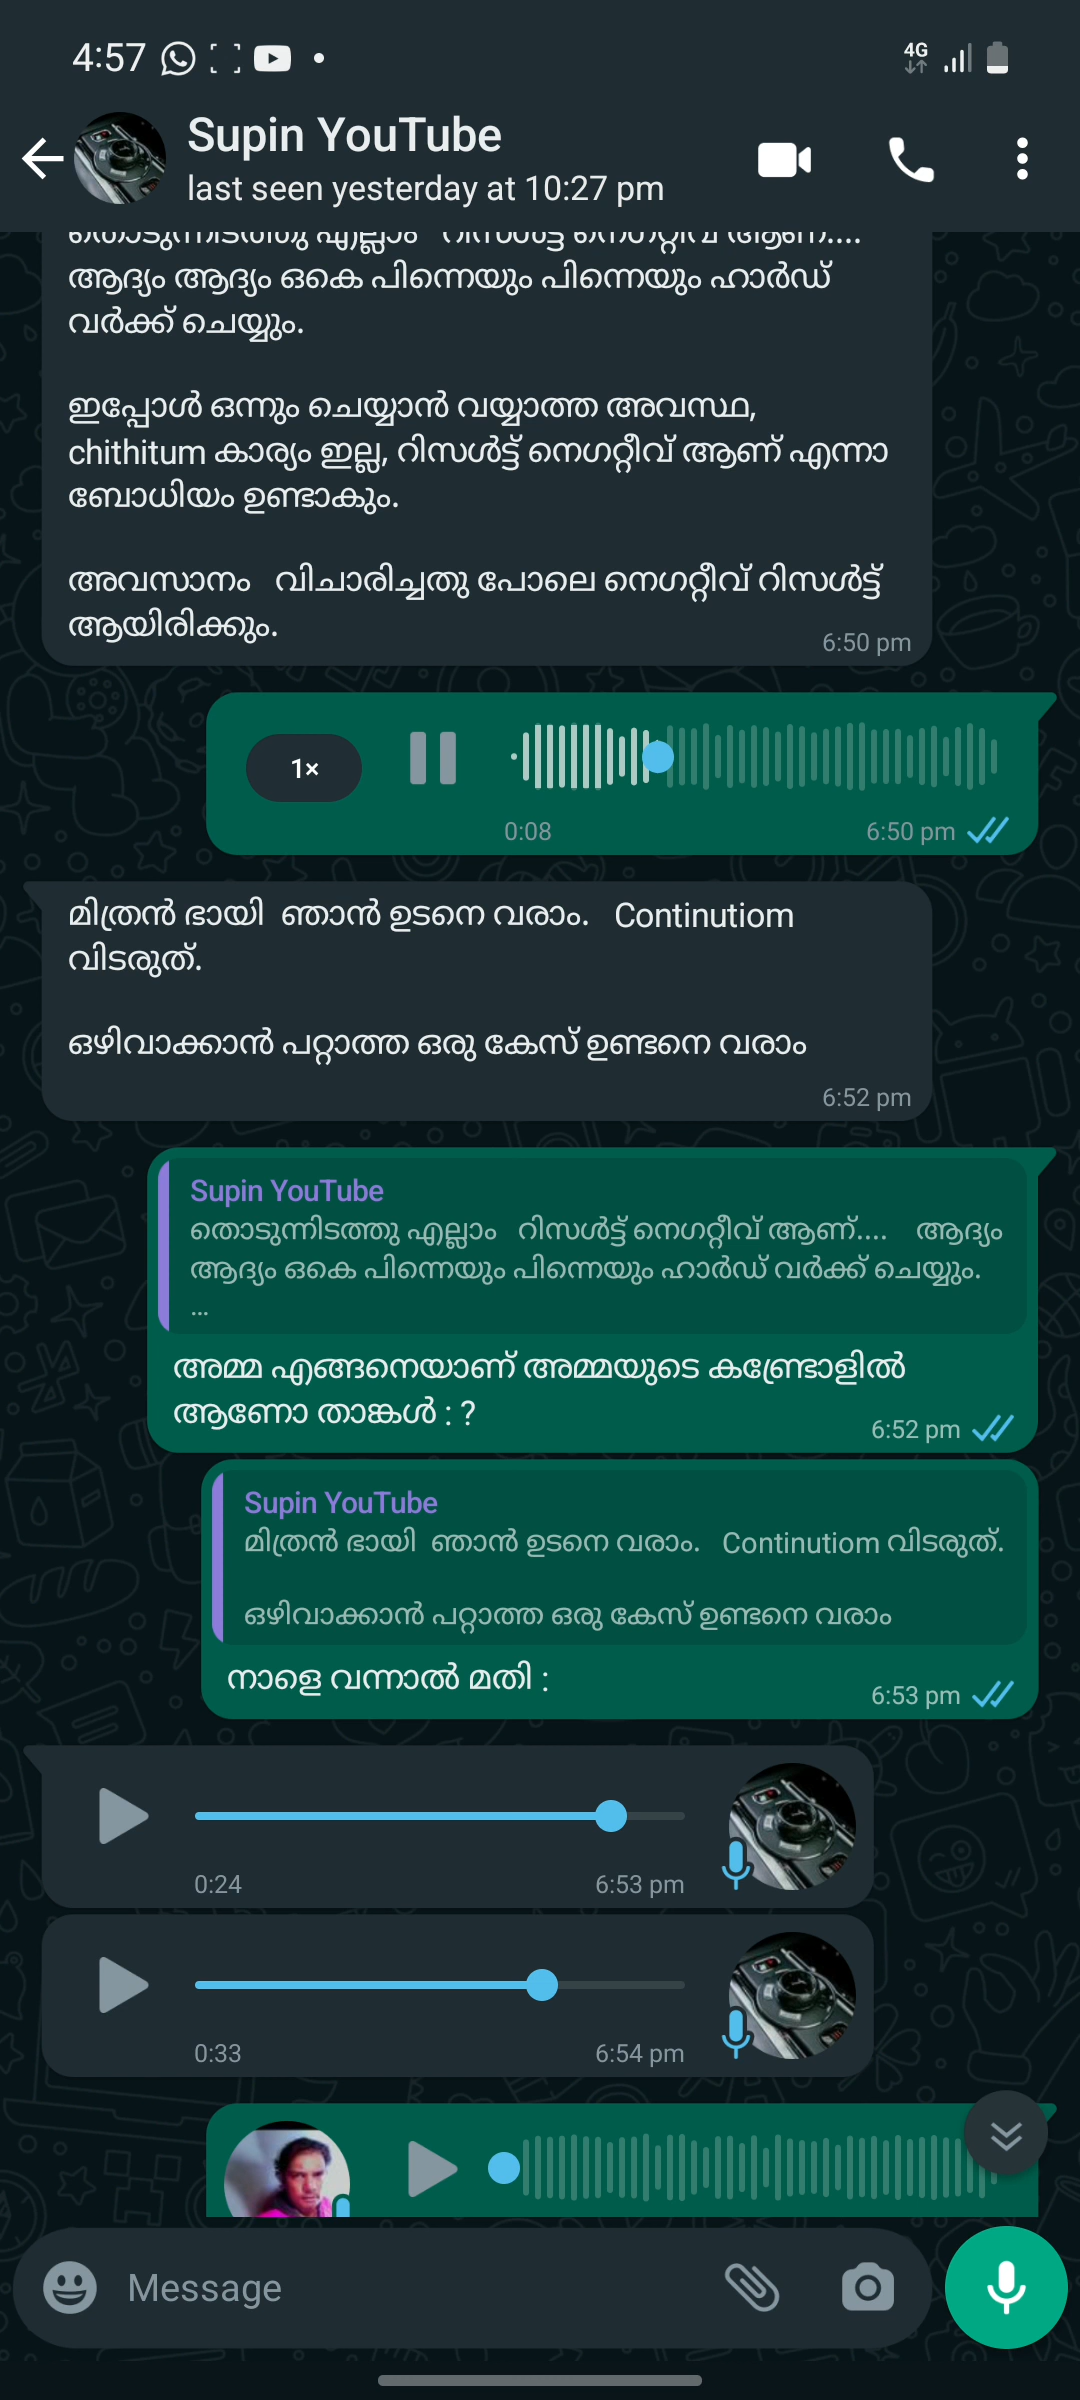 4:57
4G
Supin YouTube
last seen yesterday at 10:27 pm
തൊടുന്നിടത്തു എല്ലാം റിസൾട്ട് നെഗറ്റീവ് ആണ്....
ആദ്യം ആദ്യം ഒകെ പിന്നെയും പിന്നെയും ഹാർഡ്
വർക്ക് ചെയ്യും.
ഇപ്പോൾ ഒന്നും ചെയ്യാൻ വയ്യാത്ത അവസ്ഥ,
chithitum കാര്യം ഇല്ല, റിസൾട്ട് നെഗറ്റീവ് ആണ് എന്നാ
ബോധിയം ഉണ്ടാകും.
അവസാനം വിചാരിച്ചതു പോലെ നെഗറ്റീവ് റിസൾട്ട്
ആയിരിക്കും.
6:50 pm
1×
0:08
6:50 pm
മിത്രൻ ഭായി ഞാൻ ഉടനെ വരാം. Continutiom
വിടരുത്.
ഒഴിവാക്കാൻ പറ്റാത്ത ഒരു കേസ് ഉണ്ടനെ വരാം
6:52 pm
Supin YouTube
തൊടുന്നിടത്തു എല്ലാം റിസൾട്ട് നെഗറ്റീവ് ആണ്.... ആദ്യം
ആദ്യം ഒകെ പിന്നെയും പിന്നെയും ഹാർഡ് വർക്ക് ചെയ്യും.
...
അമ്മ എങ്ങനെയാണ് അമ്മയുടെ കണ്ട്രോളിൽ
ആണോ താങ്കൾ : ?
6:52 pm
Supin YouTube
മിത്രൻ ഭായി ഞാൻ ഉടനെ വരാം. Continutiom വിടരുത്.
ഒഴിവാക്കാൻ പറ്റാത്ത ഒരു കേസ് ഉണ്ടനെ വരാം
നാളെ വന്നാൽ മതി :
6:53 pm
0:24
6:53 pm
0:33
6:54 pm
Message